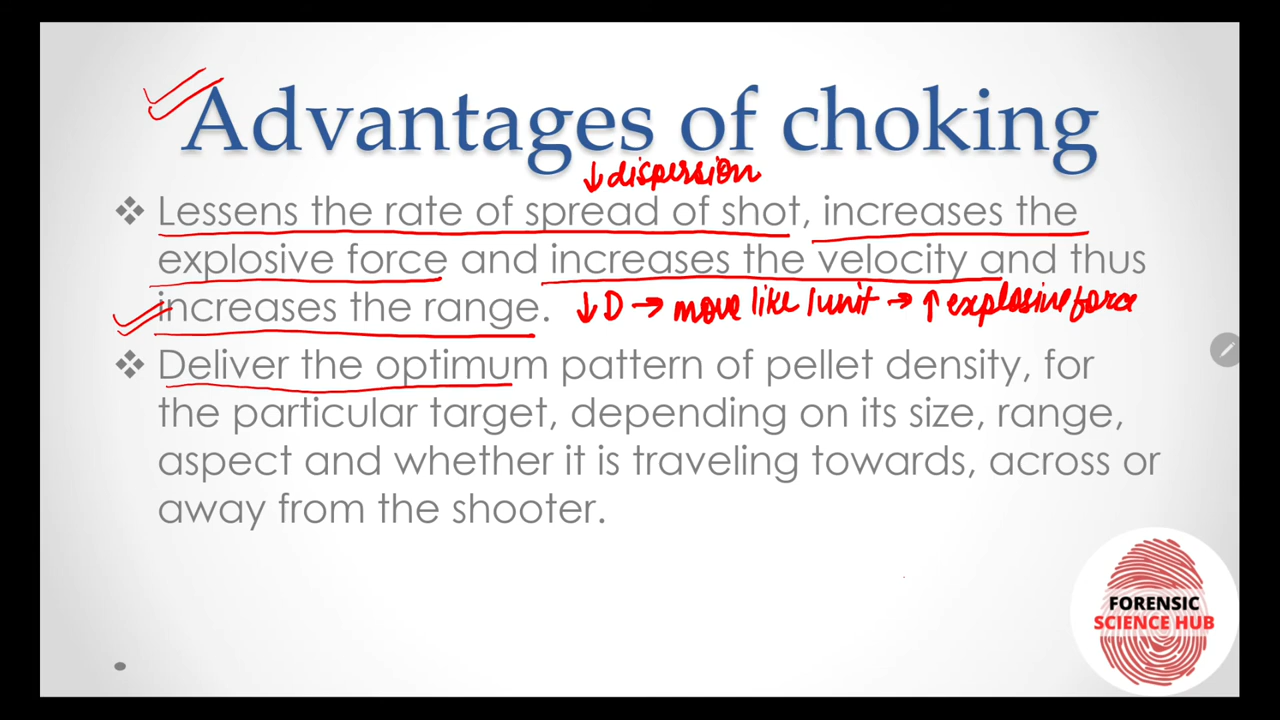 Advantages of choking
↓ dispersion
❖ Lessens the rate of spread of shot, increases the
explosive force and increases the velocity and thus
increases the range.
↓ D → move like 1 unit → ↑ explosive force
❖ Deliver the optimum pattern of pellet density, for
the particular target, depending on its size, range,
aspect and whether it is traveling towards, across or
away from the shooter.
FORENSIC
SCIENCE HUB